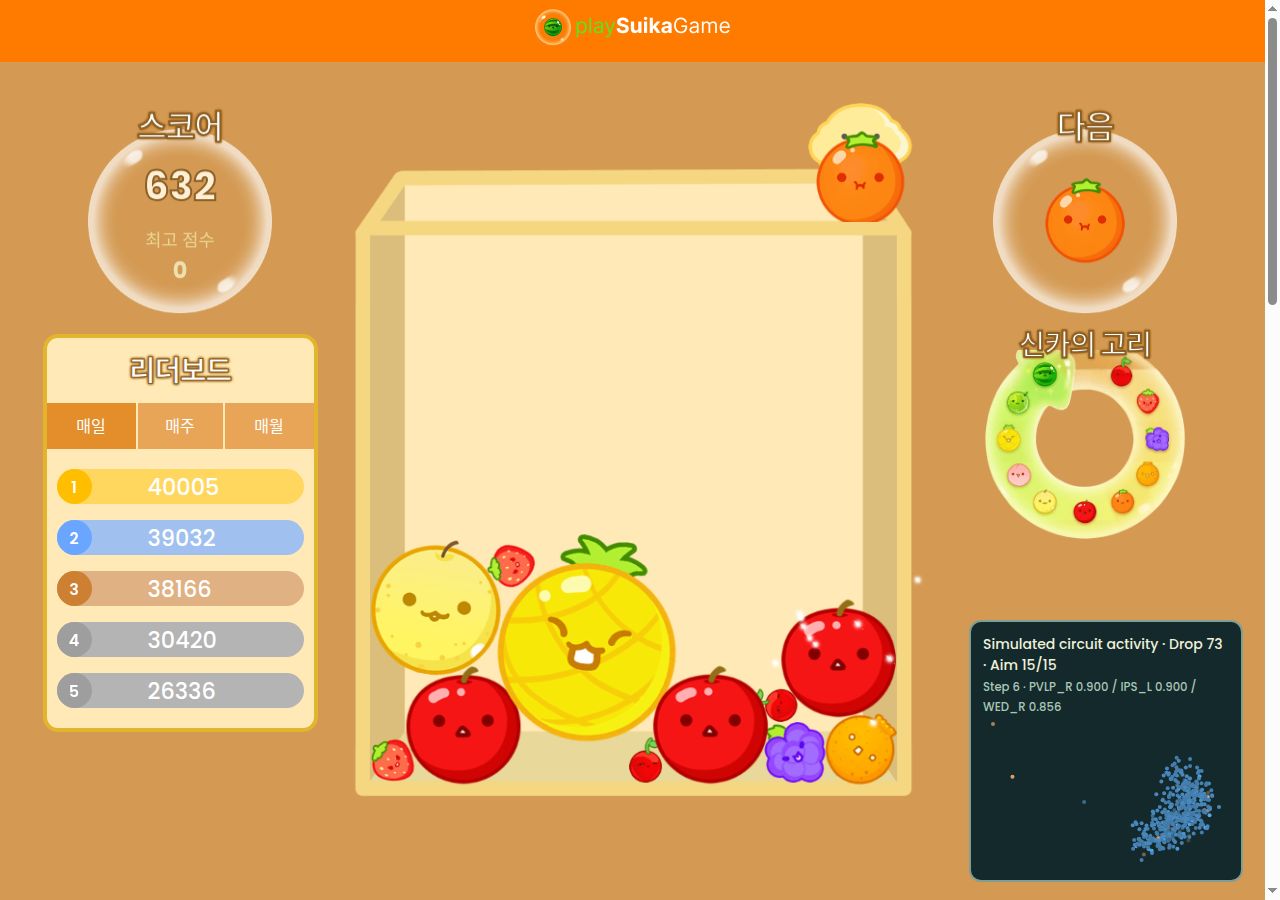 playSuikaGame
스코어
632
최고 점수
0
리더보드
매일 매주 매월
1 40005
2 39032
3 38166
4 30420
5 26336
다음
신카의 고리
Simulated circuit activity · Drop 73
· Aim 15/15
Step 6 · PVLP_R 0.900 / IPS_L 0.900 /
WED_R 0.856